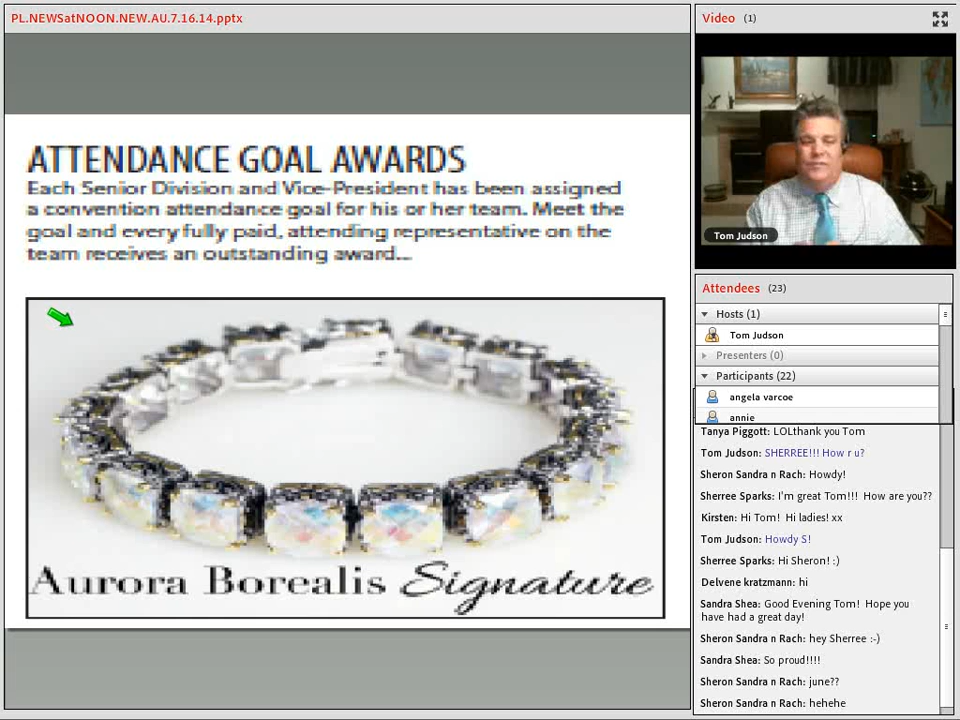 PL.NEWSatNOON.NEW.AU.7.16.14.pptx
ATTENDANCE GOAL AWARDS
Each Senior Division and Vice-President has been assigned
a convention attendance goal for his or her team. Meet the
goal and every fully paid, attending representative on the
team receives an outstanding award...
Aurora Borealis Signature
Video (1)
Tom Judson
Attendees (23)
Hosts (1)
Tom Judson
Presenters (0)
Participants (22)
angela varcoe
annie
Tanya Piggott: LOLthank you Tom
Tom Judson: SHERREE!!! How r u?
Sheron Sandra n Rach: Howdy!
Sherree Sparks: I'm great Tom!!! How are you??
Kirsten: Hi Tom! Hi ladies! xx
Tom Judson: Howdy S!
Sherree Sparks: Hi Sheron! :)
Delvene kratzmann: hi
Sandra Shea: Good Evening Tom! Hope you
have had a great day!
Sheron Sandra n Rach: hey Sherree :-)
Sandra Shea: So proud!!!!
Sheron Sandra n Rach: june??
Sheron Sandra n Rach: hehehe